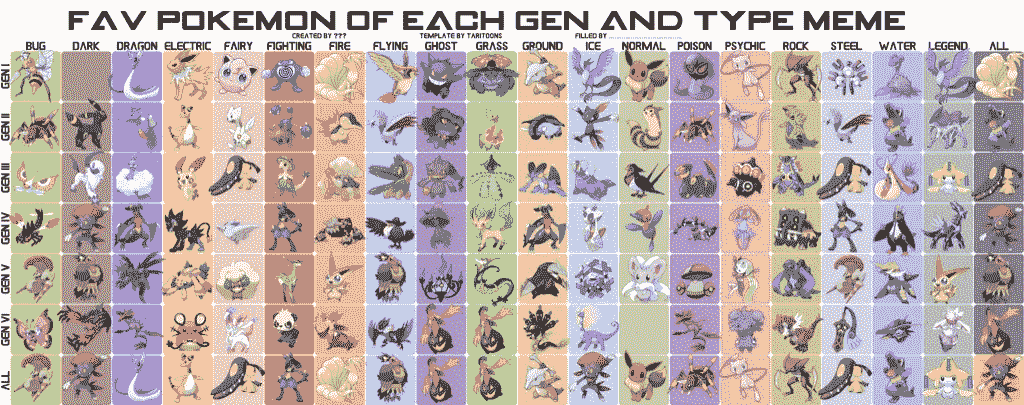 FAV POKEMON OF EACH GEN AND TYPE MEME
CREATED BY ??? TEMPLATE BY TARITOONS FILLED BY
BUG DARK DRAGON ELECTRIC FAIRY FIGHTING FIRE FLYING GHOST GRASS GROUND ICE NORMAL POISON PSYCHIC ROCK STEEL WATER LEGEND. ALL
GEN I
GEN II
GEN III
GEN IV
GEN V
GEN VI
ALL